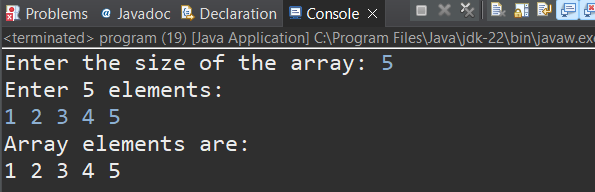 Problems @ Javadoc Declaration Console ×
<terminated> program (19) [Java Application] C:\Program Files\Java\jdk-22\bin\javaw.exe
Enter the size of the array: 5
Enter 5 elements:
1 2 3 4 5
Array elements are:
1 2 3 4 5